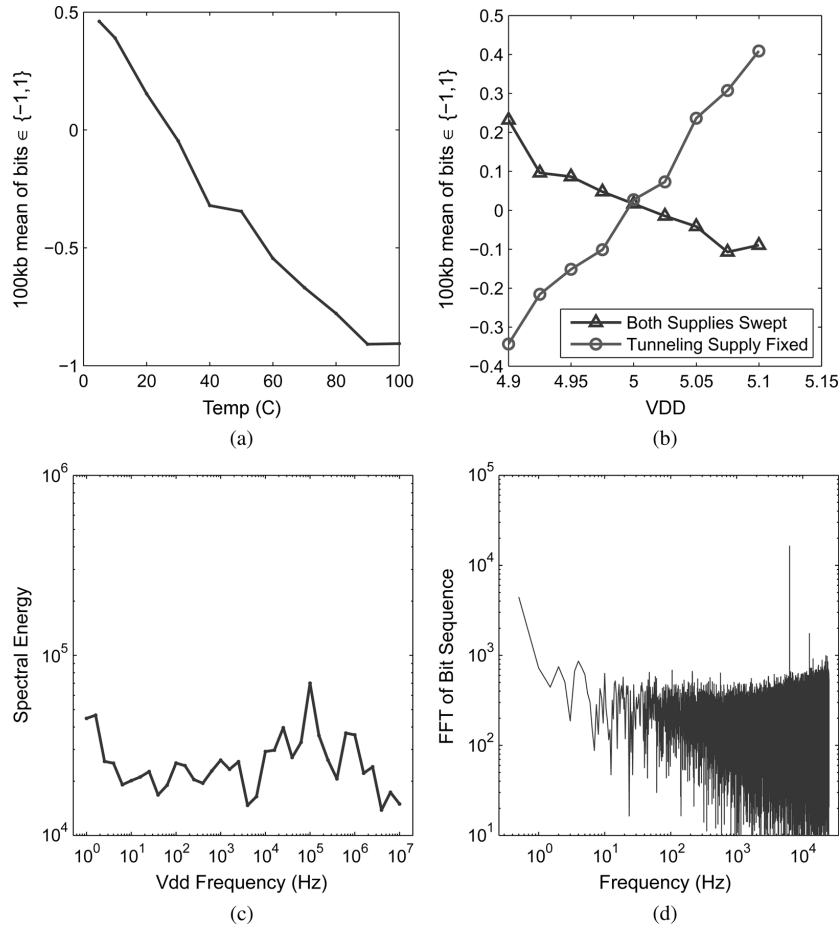 100kb mean of bits ∈ {−1,1}
0.5
0
−0.5
−1
0 20 40 60 80 100
Temp (C)
(a)
100kb mean of bits ∈ {−1,1}
0.5
0.4
0.3
0.2
0.1
0
−0.1
−0.2
−0.3
−0.4
Both Supplies Swept
Tunneling Supply Fixed
4.9 4.95 5 5.05 5.1 5.15
VDD
(b)
Spectral Energy
10^6
10^5
10^4
10^0 10^1 10^2 10^3 10^4 10^5 10^6 10^7
Vdd Frequency (Hz)
(c)
FFT of Bit Sequence
10^5
10^4
10^3
10^2
10^1
10^0 10^1 10^2 10^3 10^4
Frequency (Hz)
(d)